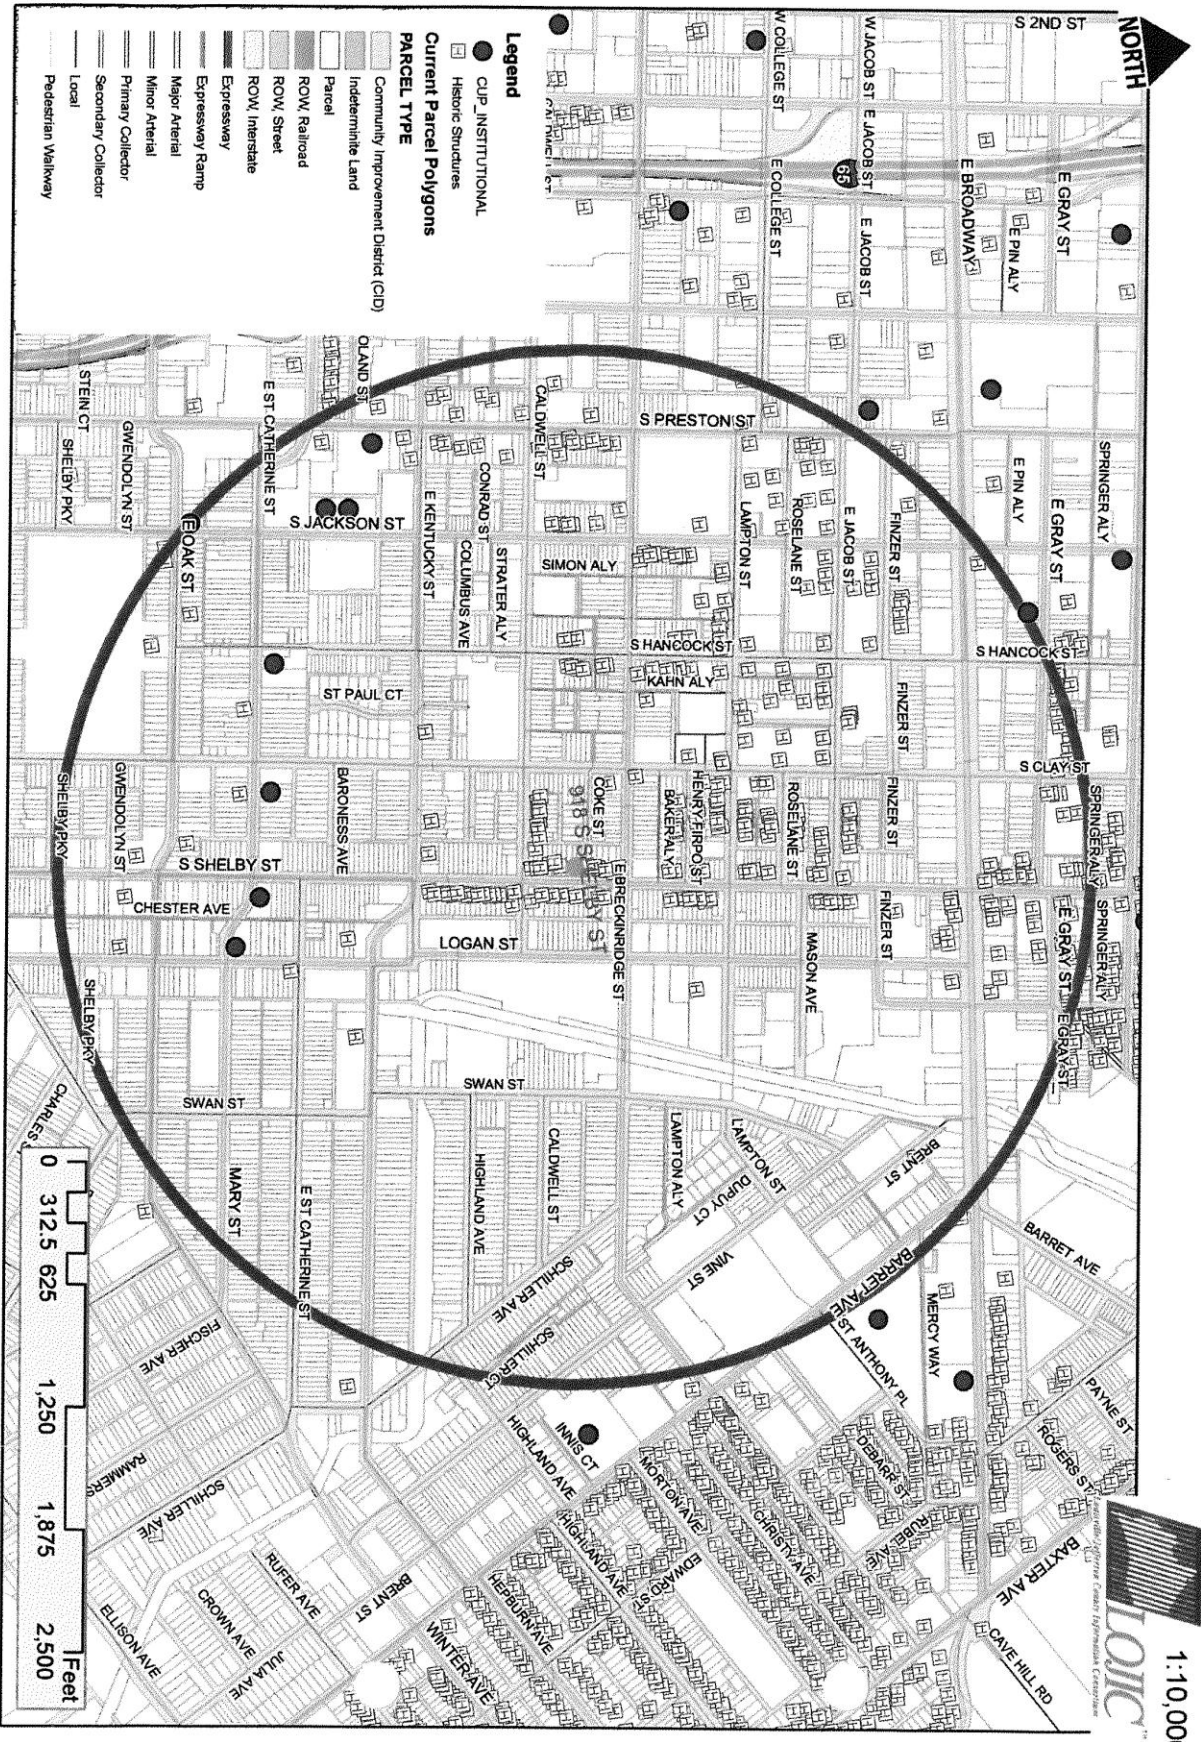 NORTH
1:10,00
LOJIC
Louisville/Jefferson County Information Consortium
Legend
CUP_INSTITUTIONAL
H Historic Structures
Current Parcel Polygons
PARCEL TYPE
Community Improvement District (CID)
Indeterminite Land
Parcel
ROW, Railroad
ROW, Street
ROW, Interstate
Expressway
Expressway Ramp
Major Arterial
Minor Arterial
Primary Collector
Secondary Collector
Local
Pedestrian Walkway
S 2ND ST
W JACOB ST
E JACOB ST
W COLLEGE ST
E COLLEGE ST
65
E JACOB ST
E BROADWAY
E GRAY ST
E PIN ALY
SPRINGER ALY
E GRAY ST
E PIN ALY
S PRESTON ST
CALDWELL ST
E ST CATHERINE ST
STEIN CT
SHELBY PKY
GWENDOLYN ST
E OAK ST
S JACKSON ST
E KENTUCKY ST
CONRAD ST
COLUMBUS AVE
STRATER ALY
SIMON ALY
LAMPTON ST
ROSELANE ST
E JACOB ST
FINZER ST
S HANCOCK ST
S HANCOCK ST
KAHN ALY
ST PAUL CT
FINZER ST
S CLAY ST
SPRINGER ALY
SPRINGER ALY
E GRAY ST
E GRAY ST
SHELBY PKY
GWENDOLYN ST
BARONESS AVE
COKE ST
918 S SHELBY ST
BAKER ALY
HENRY FIRPO ST
ROSELANE ST
FINZER ST
S SHELBY ST
CHESTER AVE
LOGAN ST
E BRECKINRIDGE ST
MASON AVE
FINZER ST
SHELBY PKY
SWAN ST
SWAN ST
MARY ST
E ST CATHERINE ST
HIGHLAND AVE
CALDWELL ST
LAMPTON ALY
LAMPTON ST
DUPUY CT
VINE ST
BRENT ST
BARRET AVE
BARRET AVE
MERCY WAY
ST ANTHONY PL
SCHILLER AVE
SCHILLER CT
INNIS CT
HIGHLAND AVE
MORTON AVE
CHRISTY AVE
DEBARR ST
RUBEL AVE
ROGERS ST
PAYNE ST
BAXTER AVE
CAVE HILL RD
EDWARD ST
HIGHLAND AVE
HEPBURN AVE
WINTER AVE
BRENT ST
RUFER AVE
CROWN AVE
JULIA AVE
ELLISON AVE
SCHILLER AVE
RAMMERS
FISCHER AVE
CHARLES S
0 312.5 625 1,250 1,875 2,500
Feet